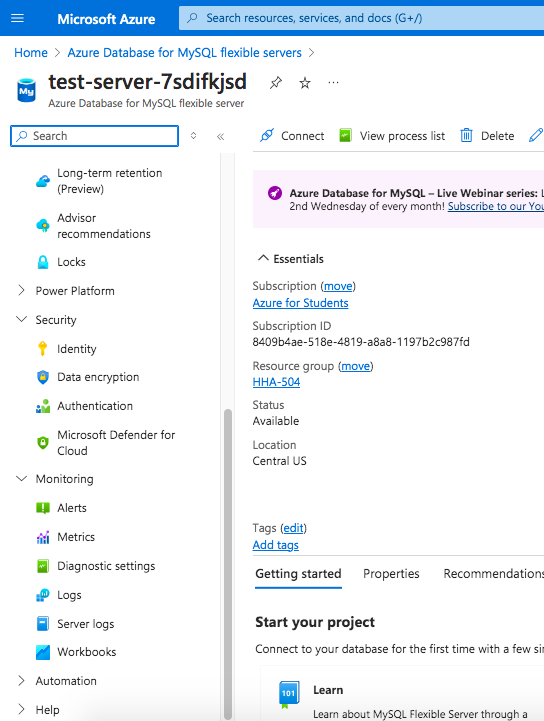 Microsoft Azure
Search resources, services, and docs (G+/)
Home > Azure Database for MySQL flexible servers >
My
test-server-7sdifkjsd
Azure Database for MySQL flexible server
Search
Connect
View process list
Delete
Long-term retention
(Preview)
Advisor
recommendations
Locks
Power Platform
Security
Identity
Data encryption
Authentication
Microsoft Defender for
Cloud
Monitoring
Alerts
Metrics
Diagnostic settings
Logs
Server logs
Workbooks
Automation
Help
Azure Database for MySQL – Live Webinar series:
2nd Wednesday of every month! Subscribe to our You
Essentials
Subscription (move)
Azure for Students
Subscription ID
8409b4ae-518e-4819-a8a8-1197b2c987fd
Resource group (move)
HHA-504
Status
Available
Location
Central US
Tags (edit)
Add tags
Getting started
Properties
Recommendations
Start your project
Connect to your database for the first time with a few
101
Learn
Learn about MySQL Flexible Server through a